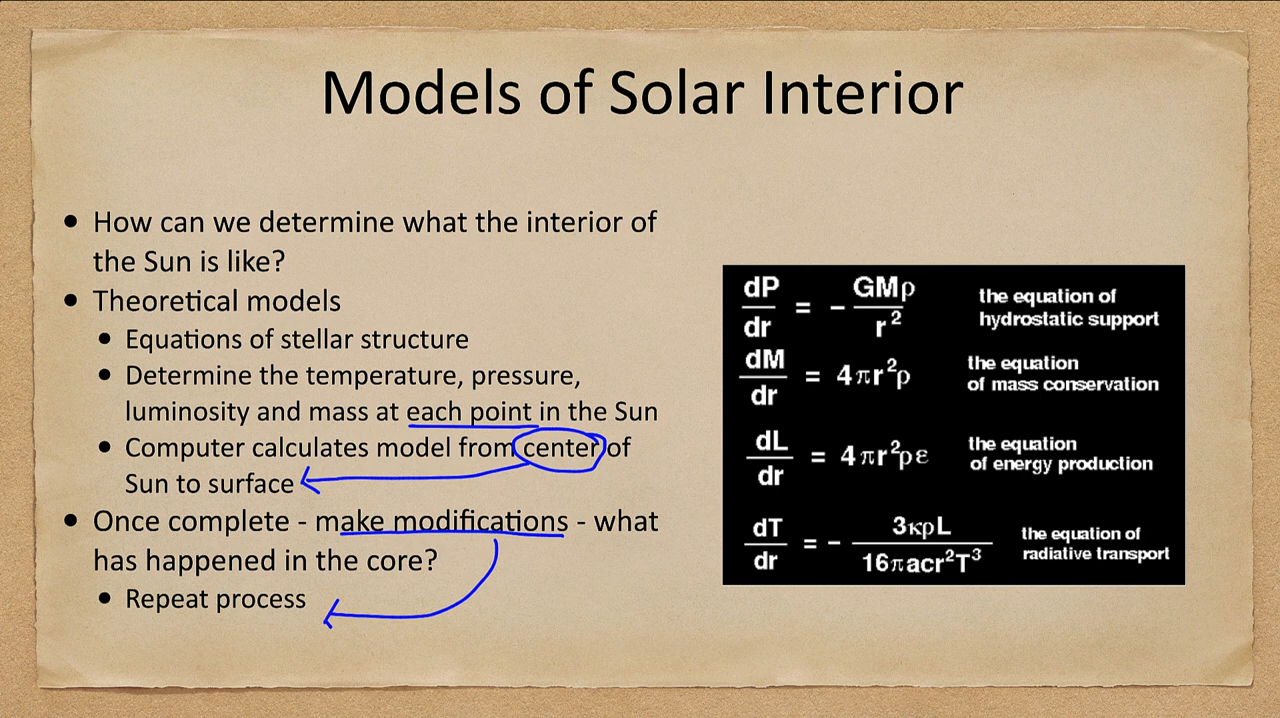 Models of Solar Interior
• How can we determine what the interior of
the Sun is like?
• Theoretical models
• Equations of stellar structure
• Determine the temperature, pressure,
luminosity and mass at each point in the Sun
• Computer calculates model from center of
Sun to surface
• Once complete - make modifications - what
has happened in the core?
• Repeat process
dP/dr = - GMρ/r² the equation of
hydrostatic support
dM/dr = 4πr²ρ the equation
of mass conservation
dL/dr = 4πr²ρε the equation
of energy production
dT/dr = - 3κρL/16πacr²T³ the equation of
radiative transport